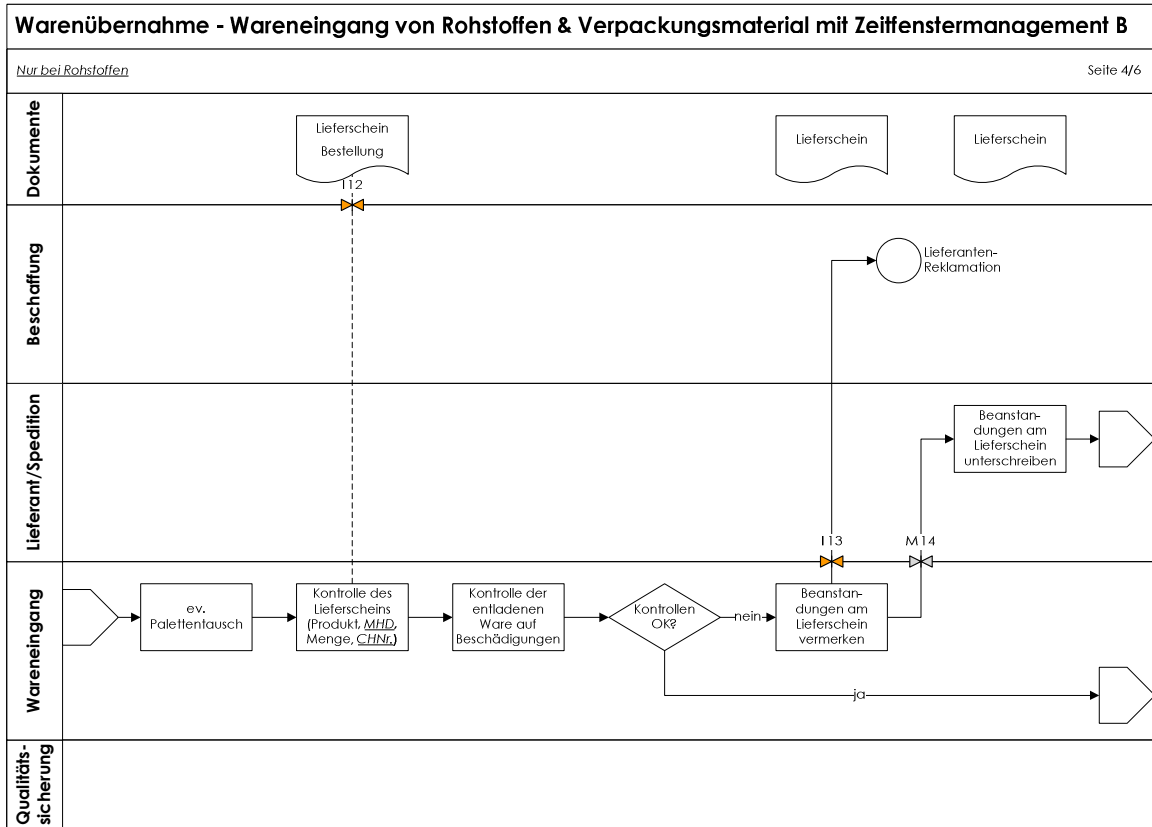 Warenübernahme - Wareneingang von Rohstoffen & Verpackungsmaterial mit Zeitfenstermanagement B
Nur bei Rohstoffen
Seite 4/6
Dokumente
Lieferschein
Bestellung
I12
Lieferschein
Lieferschein
Beschaffung
Lieferanten-
Reklamation
Lieferant/Spedition
Beanstan-
dungen am
Lieferschein
unterschreiben
I13
M14
Wareneingang
ev.
Palettentausch
Kontrolle des
Lieferscheins
(Produkt, MHD,
Menge, CHNr.)
Kontrolle der
entladenen
Ware auf
Beschädigungen
Kontrollen
OK?
nein
Beanstan-
dungen am
Lieferschein
vermerken
ja
Qualitäts-
sicherung